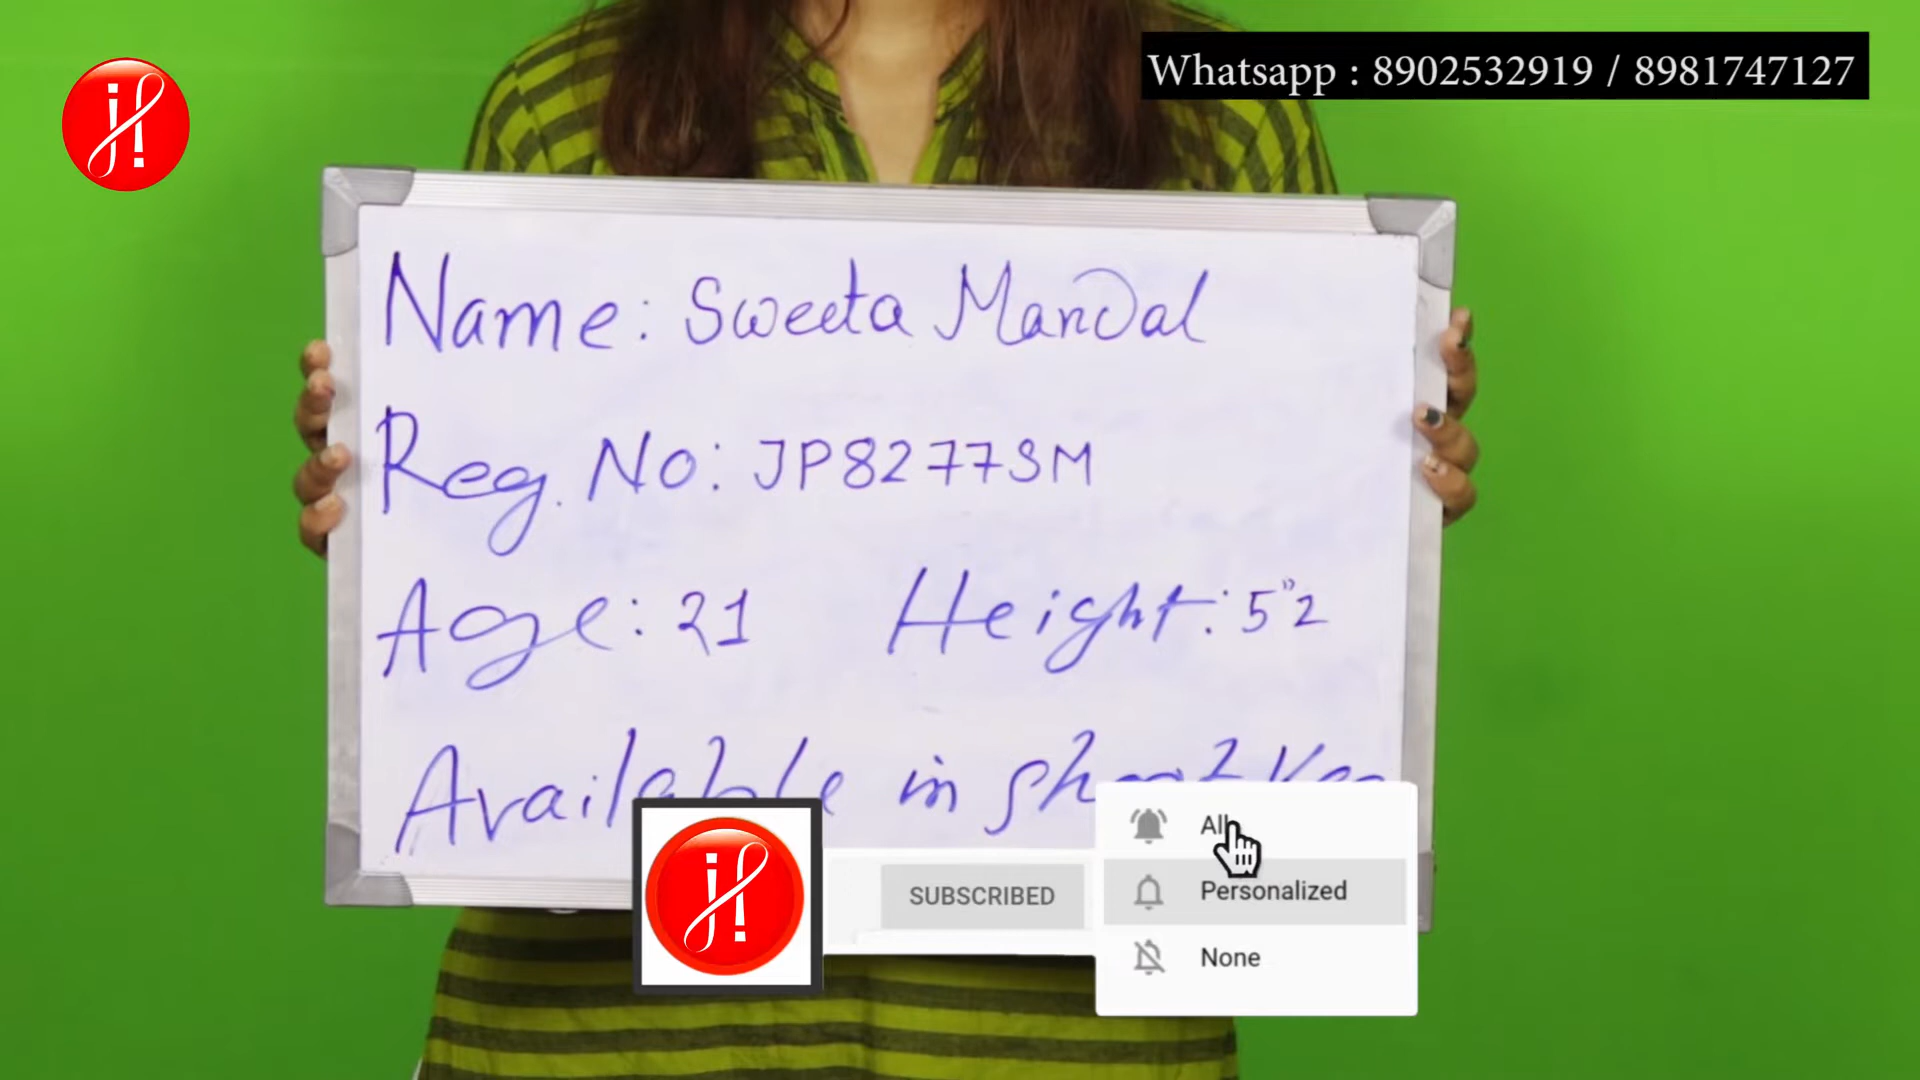 Whatsapp : 8902532919 / 8981747127
Name: Sweeta Mandal
Reg. No: JP8277SM
Age: 21 Height: 5"2
Available in
SUBSCRIBED
All
Personalized
None